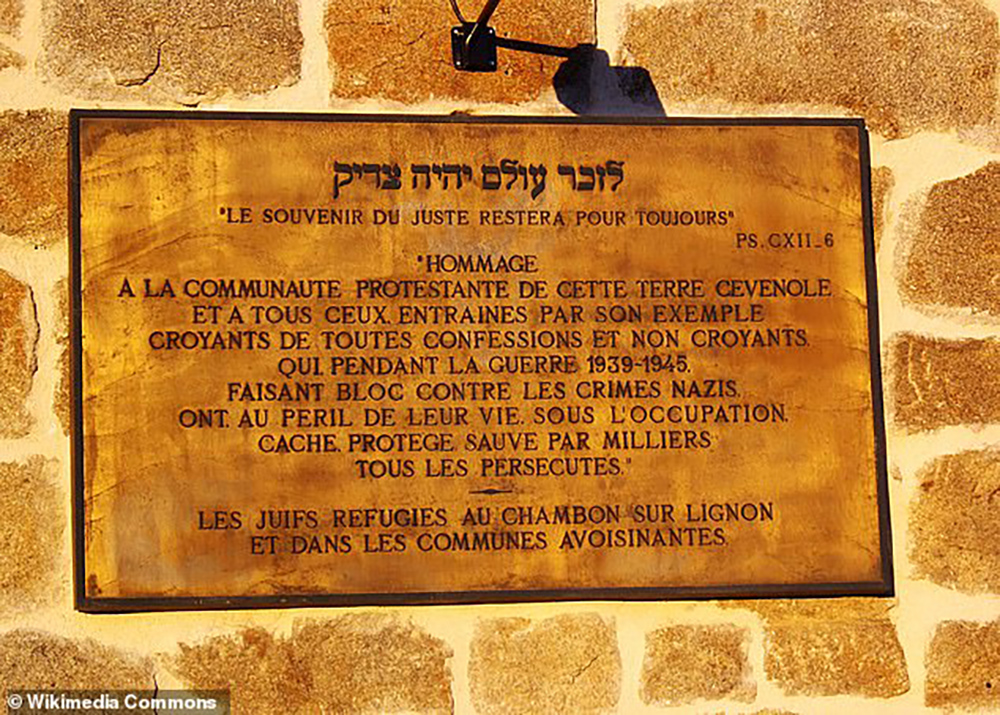 לזכר עולם יהיה צדיק
"LE SOUVENIR DU JUSTE RESTERA POUR TOUJOURS"
PS. CXII_6
"HOMMAGE
A LA COMMUNAUTE PROTESTANTE DE CETTE TERRE CEVENOLE
ET A TOUS CEUX, ENTRAINES PAR SON EXEMPLE
CROYANTS DE TOUTES CONFESSIONS ET NON CROYANTS,
QUI, PENDANT LA GUERRE 1939-1945,
FAISANT BLOC CONTRE LES CRIMES NAZIS,
ONT, AU PERIL DE LEUR VIE, SOUS L'OCCUPATION,
CACHE, PROTEGE, SAUVE PAR MILLIERS
TOUS LES PERSECUTES."
LES JUIFS REFUGIES AU CHAMBON SUR LIGNON
ET DANS LES COMMUNES AVOISINANTES.
© Wikimedia Commons